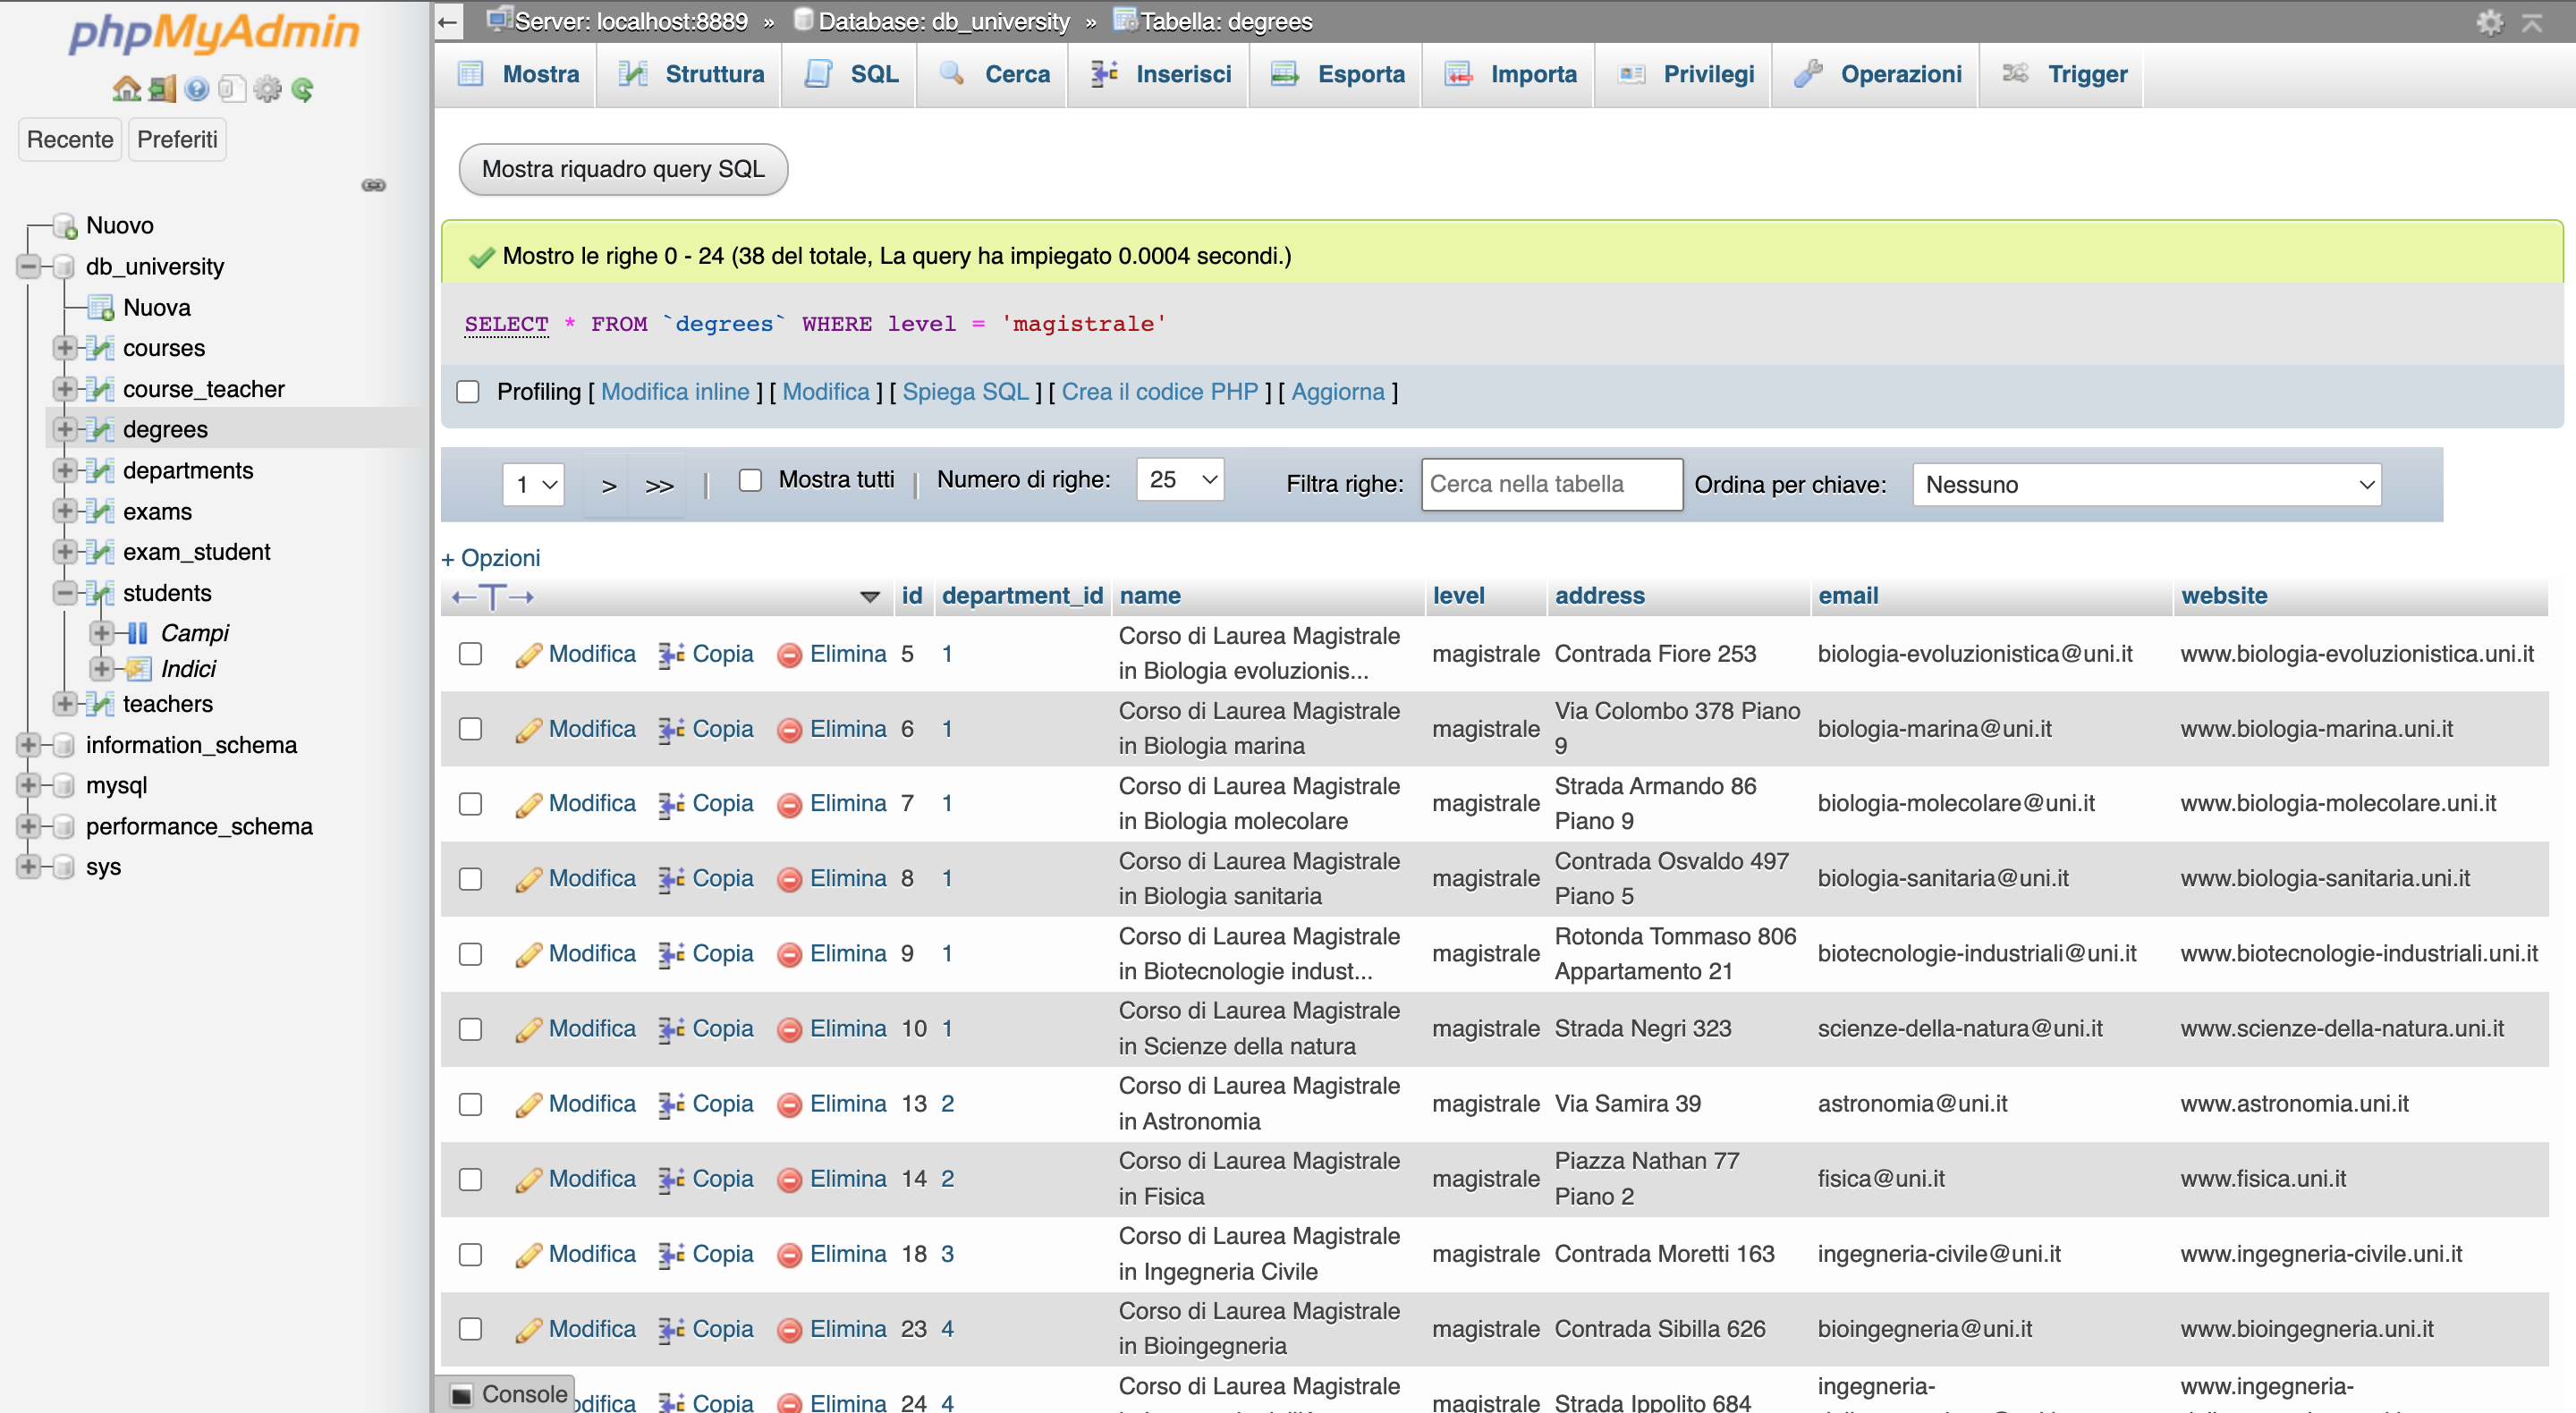 phpMyAdmin
Recente Preferiti
Nuovo
db_university
Nuova
courses
course_teacher
degrees
departments
exams
exam_student
students
Campi
Indici
teachers
information_schema
mysql
performance_schema
sys
Server: localhost:8889 » Database: db_university » Tabella: degrees
Mostra Struttura SQL Cerca Inserisci Esporta Importa Privilegi Operazioni Trigger
Mostra riquadro query SQL
Mostro le righe 0 - 24 (38 del totale, La query ha impiegato 0.0004 secondi.)
SELECT * FROM `degrees` WHERE level = 'magistrale'
Profiling [ Modifica inline ] [ Modifica ] [ Spiega SQL ] [ Crea il codice PHP ] [ Aggiorna ]
1 > >> | Mostra tutti | Numero di righe: 25 Filtra righe: Cerca nella tabella Ordina per chiave: Nessuno
+ Opzioni
←T→ id department_id name level address email website
Modifica Copia Elimina 5 1 Corso di Laurea Magistrale in Biologia evoluzionis... magistrale Contrada Fiore 253 biologia-evoluzionistica@uni.it www.biologia-evoluzionistica.uni.it
Modifica Copia Elimina 6 1 Corso di Laurea Magistrale in Biologia marina magistrale Via Colombo 378 Piano 9 biologia-marina@uni.it www.biologia-marina.uni.it
Modifica Copia Elimina 7 1 Corso di Laurea Magistrale in Biologia molecolare magistrale Strada Armando 86 Piano 9 biologia-molecolare@uni.it www.biologia-molecolare.uni.it
Modifica Copia Elimina 8 1 Corso di Laurea Magistrale in Biologia sanitaria magistrale Contrada Osvaldo 497 Piano 5 biologia-sanitaria@uni.it www.biologia-sanitaria.uni.it
Modifica Copia Elimina 9 1 Corso di Laurea Magistrale in Biotecnologie indust... magistrale Rotonda Tommaso 806 Appartamento 21 biotecnologie-industriali@uni.it www.biotecnologie-industriali.uni.it
Modifica Copia Elimina 10 1 Corso di Laurea Magistrale in Scienze della natura magistrale Strada Negri 323 scienze-della-natura@uni.it www.scienze-della-natura.uni.it
Modifica Copia Elimina 13 2 Corso di Laurea Magistrale in Astronomia magistrale Via Samira 39 astronomia@uni.it www.astronomia.uni.it
Modifica Copia Elimina 14 2 Corso di Laurea Magistrale in Fisica magistrale Piazza Nathan 77 Piano 2 fisica@uni.it www.fisica.uni.it
Modifica Copia Elimina 18 3 Corso di Laurea Magistrale in Ingegneria Civile magistrale Contrada Moretti 163 ingegneria-civile@uni.it www.ingegneria-civile.uni.it
Modifica Copia Elimina 23 4 Corso di Laurea Magistrale in Bioingegneria magistrale Contrada Sibilla 626 bioingegneria@uni.it www.bioingegneria.uni.it
Console difica Copia Elimina 24 4 Corso di Laurea Magistrale magistrale Strada Ippolito 684 ingegneria- www.ingegneria-